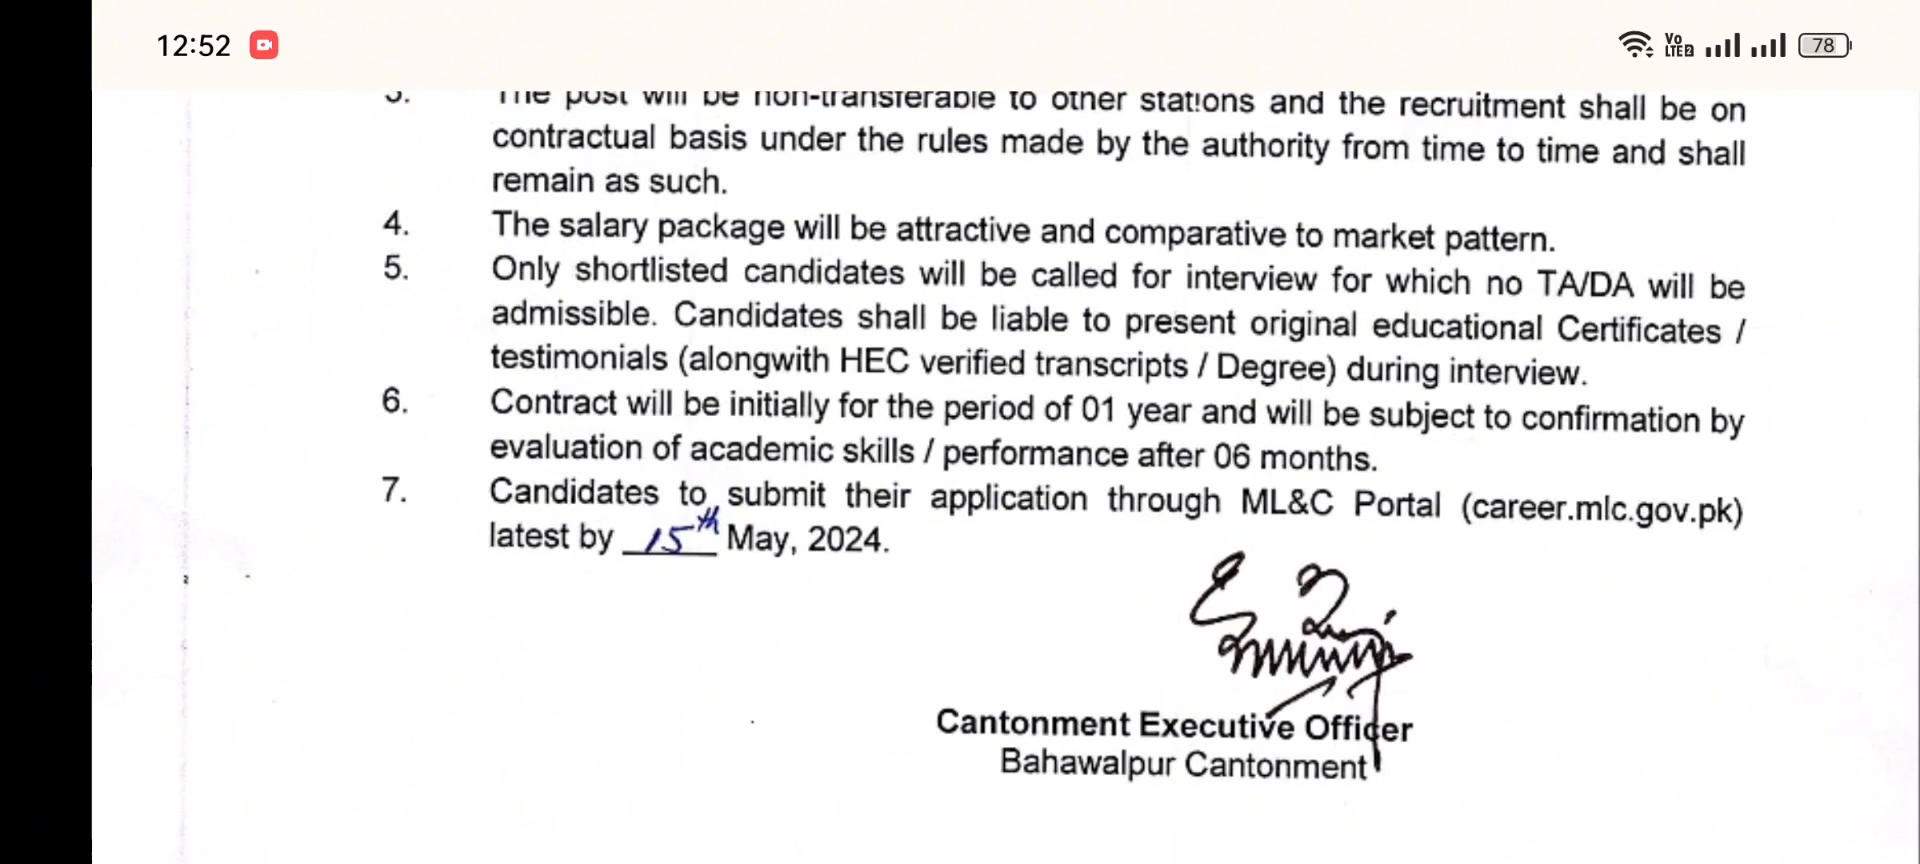 12:52
Vo
LTE2
78
3. The post will be non-transferable to other stations and the recruitment shall be on
contractual basis under the rules made by the authority from time to time and shall
remain as such.
4. The salary package will be attractive and comparative to market pattern.
5. Only shortlisted candidates will be called for interview for which no TA/DA will be
admissible. Candidates shall be liable to present original educational Certificates /
testimonials (alongwith HEC verified transcripts / Degree) during interview.
6. Contract will be initially for the period of 01 year and will be subject to confirmation by
evaluation of academic skills / performance after 06 months.
7. Candidates to submit their application through ML&C Portal (career.mlc.gov.pk)
latest by 15th May, 2024.
Cantonment Executive Officer
Bahawalpur Cantonment